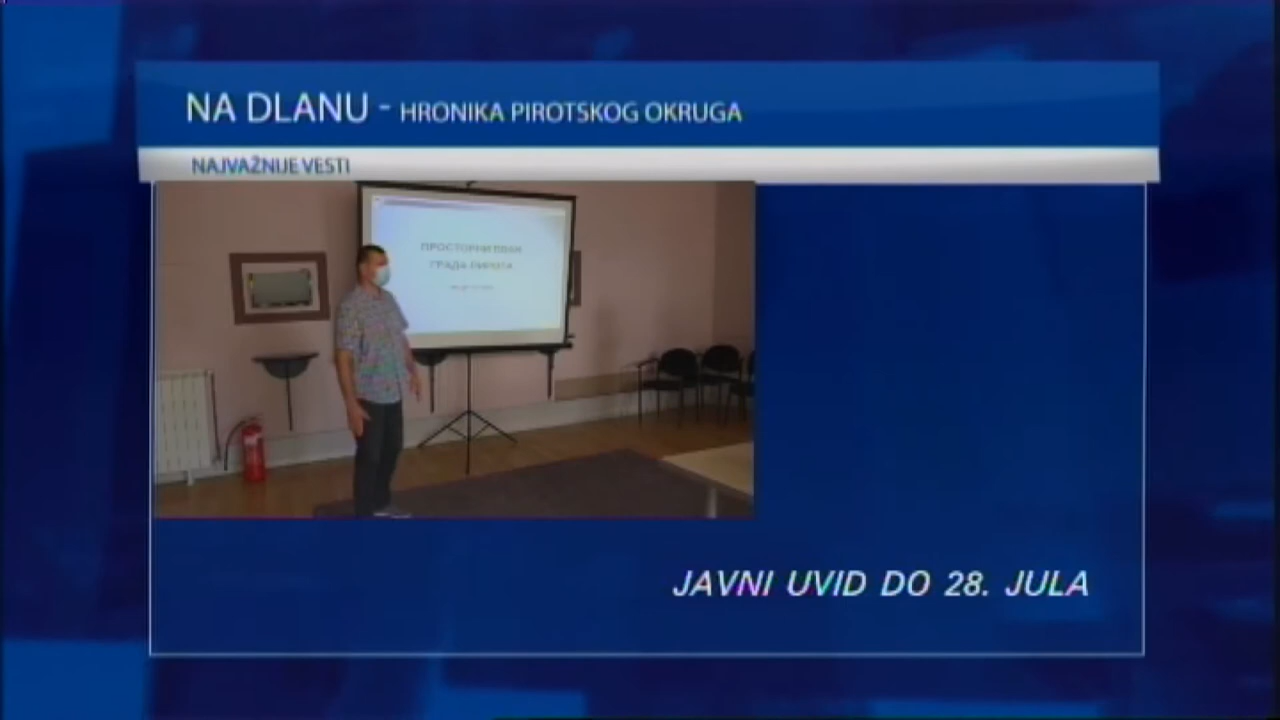 NA DLANU - HRONIKA PIROTSKOG OKRUGA
NAJVAŽNIJE VESTI
ПРОСТОРНИ ПЛАН
ГРАДА ПИРОТА
JAVNI UVID DO 28. JULA